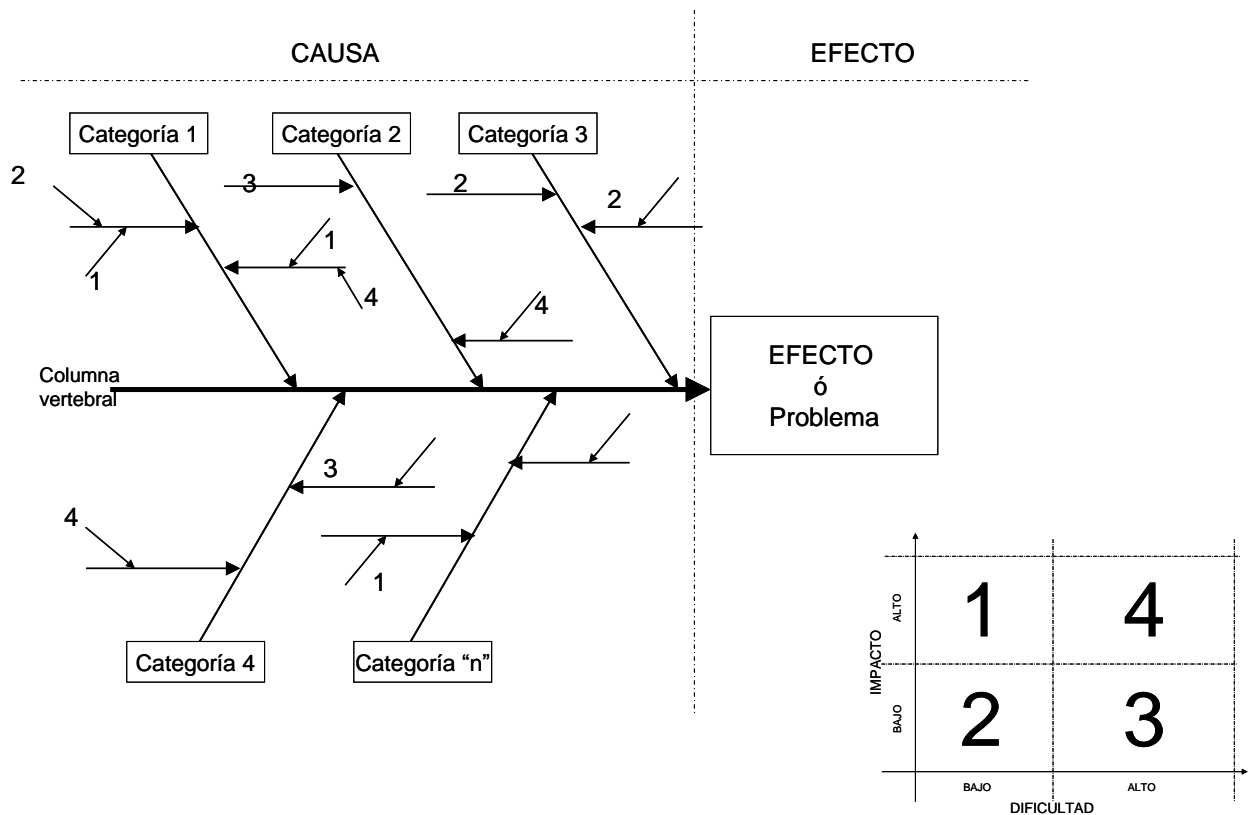 CAUSA
EFECTO
Categoría 1
Categoría 2
Categoría 3
2
3
2
2
1
1
4
4
Columna
vertebral
EFECTO
ó
Problema
3
4
1
Categoría 4
Categoría “n”
IMPACTO
ALTO
BAJO
1
4
2
3
BAJO
ALTO
DIFICULTAD